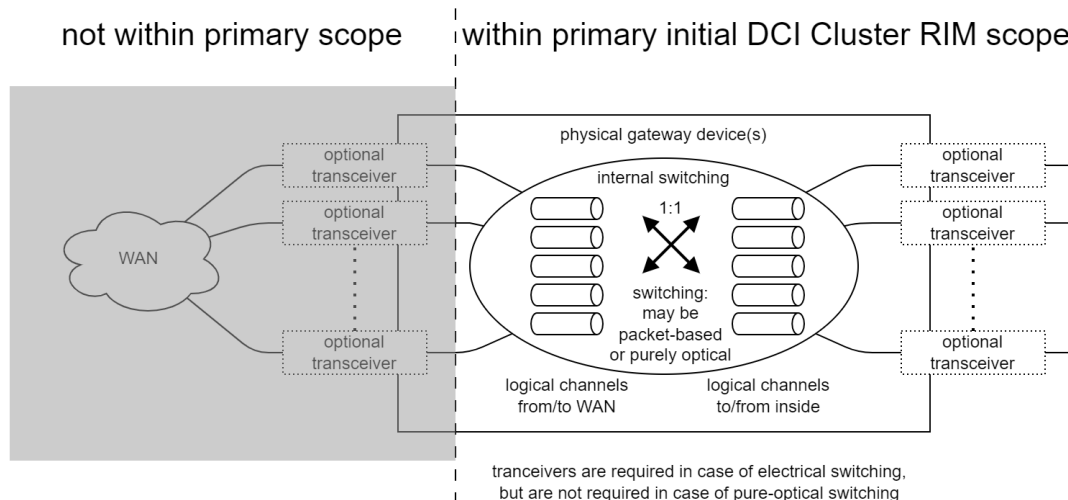 not within primary scope
within primary initial DCI Cluster RIM scope
physical gateway device(s)
optional
transceiver
optional
transceiver
optional
transceiver
WAN
internal switching
1:1
switching:
may be
packet-based
or purely optical
logical channels
from/to WAN
logical channels
to/from inside
optional
transceiver
optional
transceiver
optional
transceiver
tranceivers are required in case of electrical switching,
but are not required in case of pure-optical switching